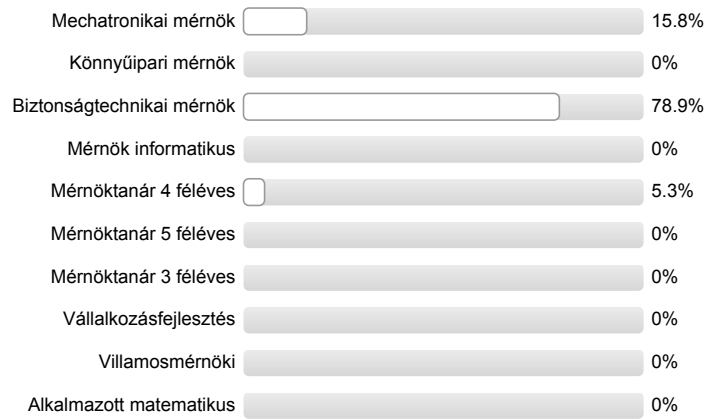 Mechatronikai mérnök 15.8%
Könnyűipari mérnök 0%
Biztonságtechnikai mérnök 78.9%
Mérnök informatikus 0%
Mérnöktanár 4 féléves 5.3%
Mérnöktanár 5 féléves 0%
Mérnöktanár 3 féléves 0%
Vállalkozásfejlesztés 0%
Villamosmérnöki 0%
Alkalmazott matematikus 0%